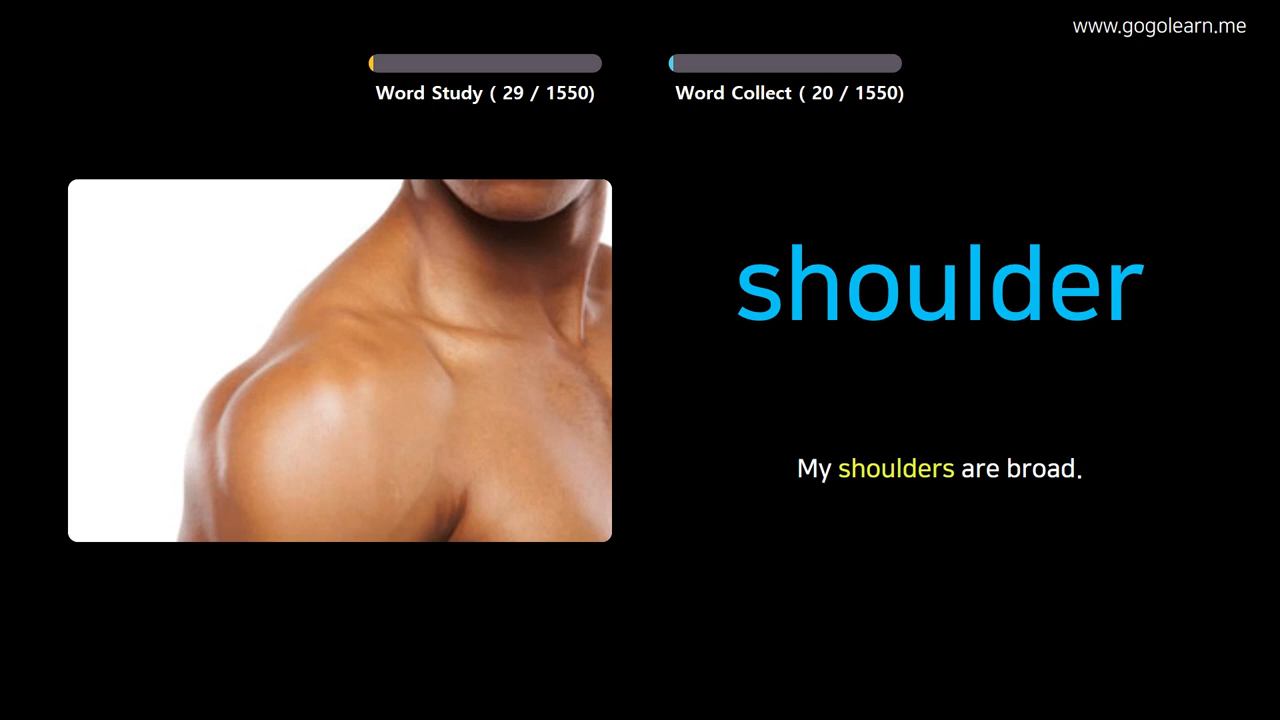 www.gogolearn.me
Word Study ( 29 / 1550)
Word Collect ( 20 / 1550)
shoulder
My shoulders are broad.